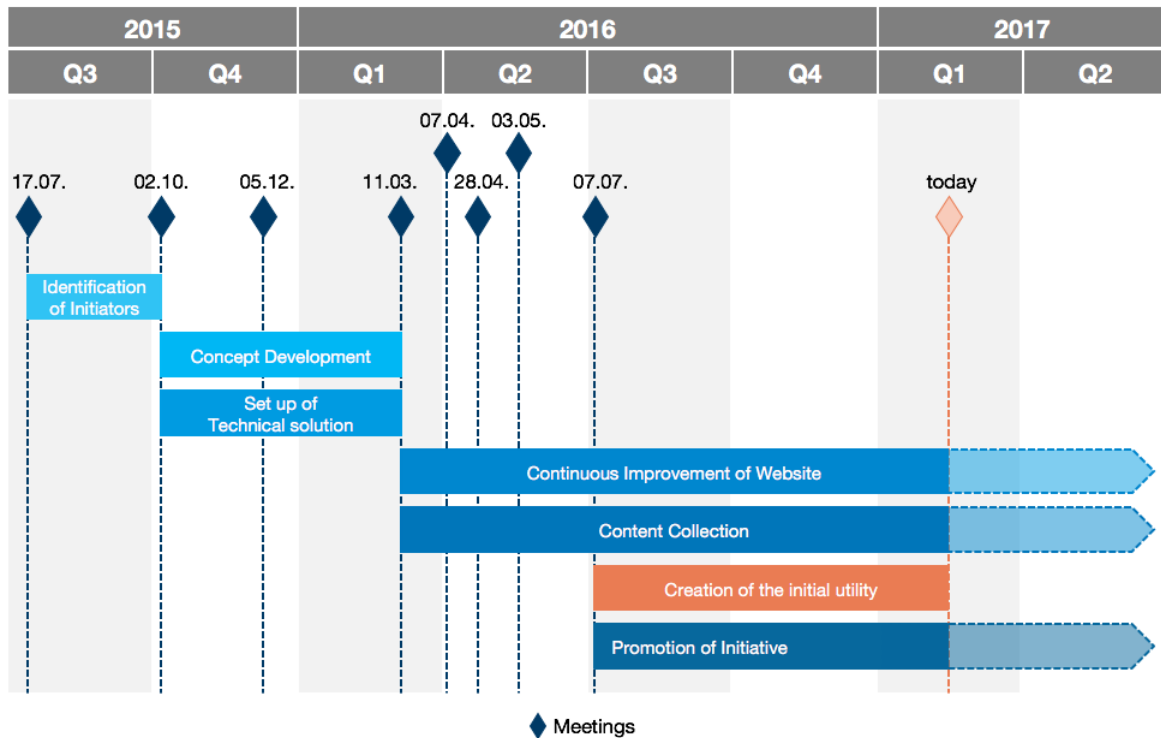 2015 2016 2017
Q3 Q4 Q1 Q2 Q3 Q4 Q1 Q2
07.04. 03.05.
17.07. 02.10. 05.12. 11.03. 28.04. 07.07. today
Identification
of Initiators
Concept Development
Set up of
Technical solution
Continuous Improvement of Website
Content Collection
Creation of the initial utility
Promotion of Initiative
Meetings